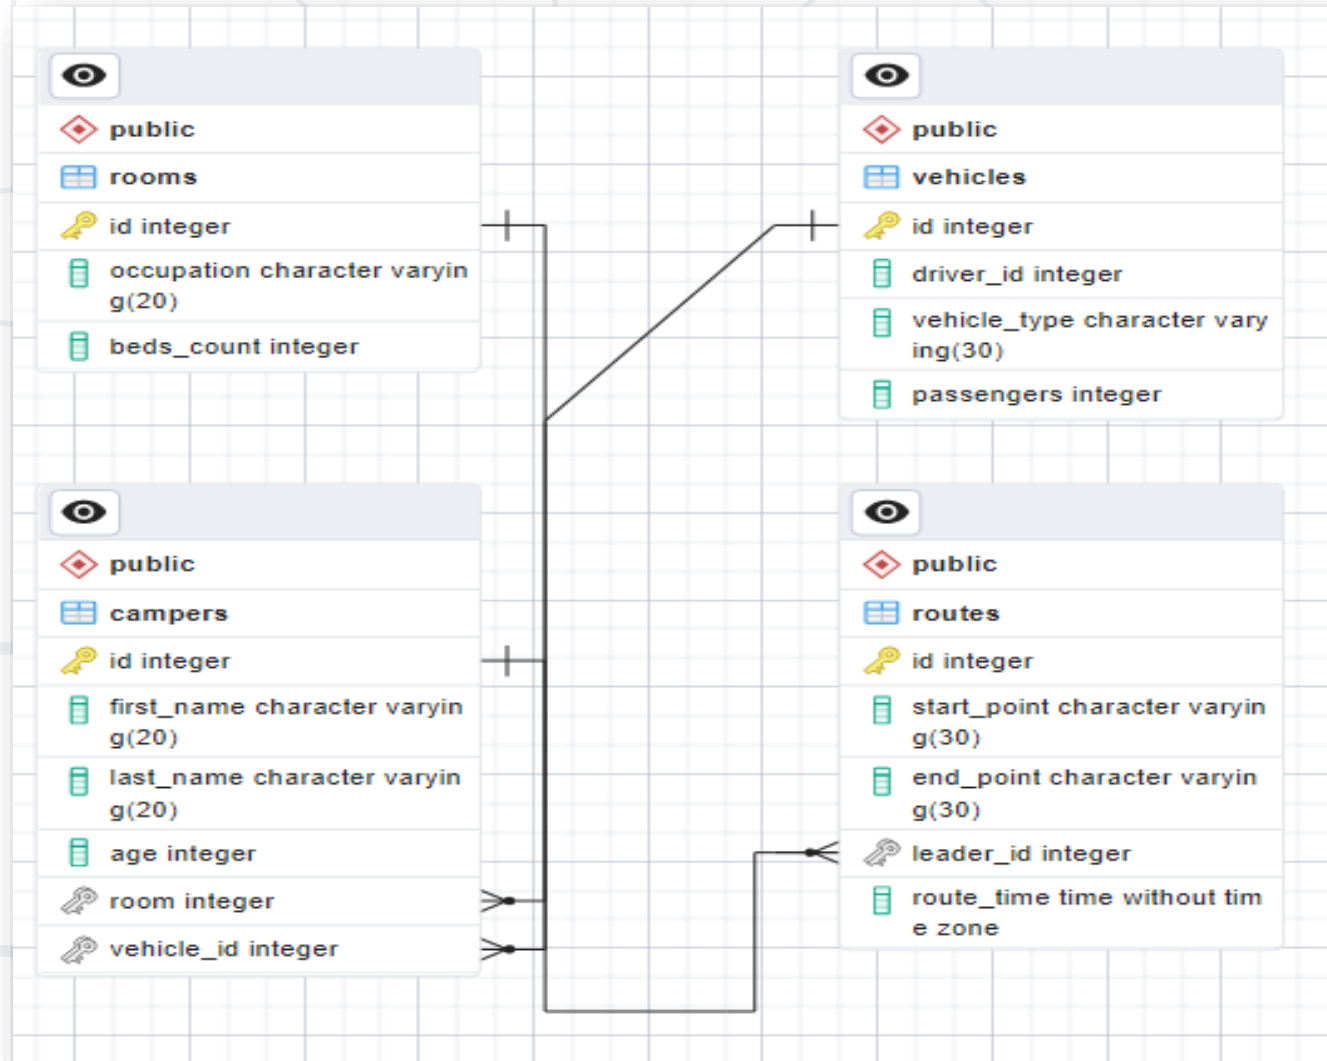 public
rooms
id integer
occupation character varyin
g(20)
beds_count integer
public
vehicles
id integer
driver_id integer
vehicle_type character vary
ing(30)
passengers integer
public
campers
id integer
first_name character varyin
g(20)
last_name character varyin
g(20)
age integer
room integer
vehicle_id integer
public
routes
id integer
start_point character varyin
g(30)
end_point character varyin
g(30)
leader_id integer
route_time time without tim
e zone